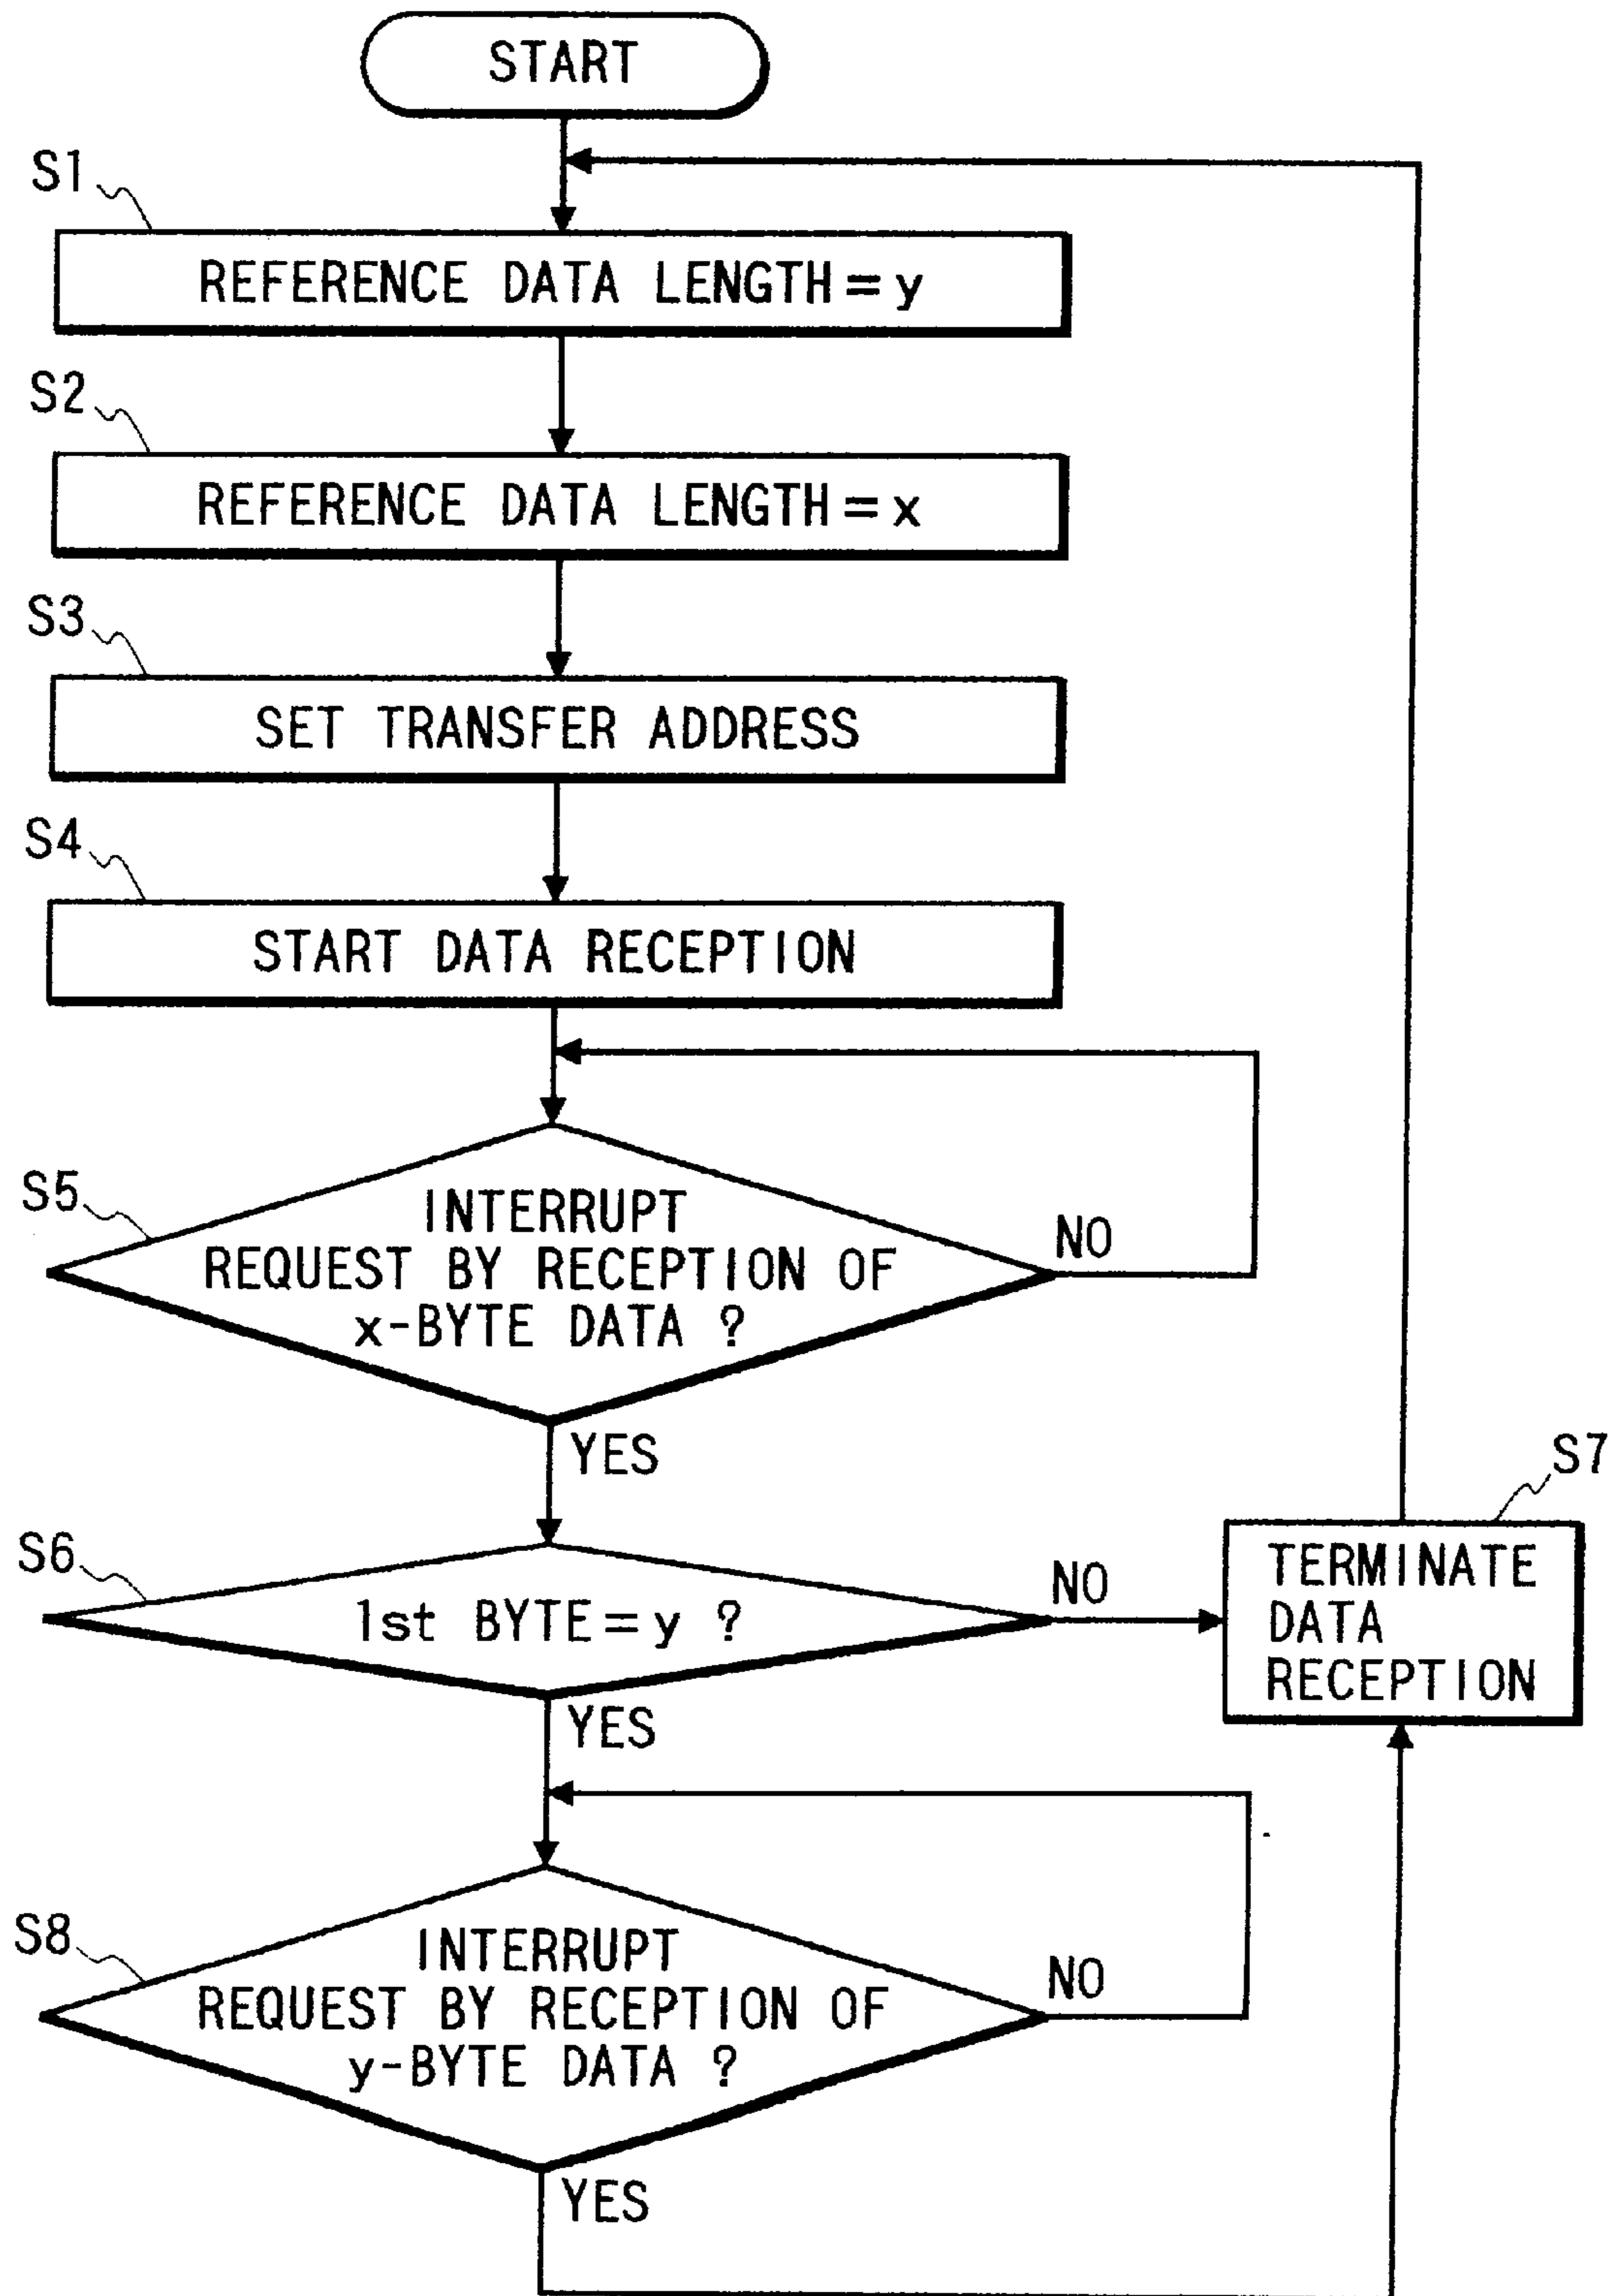 START
S1
REFERENCE DATA LENGTH = y
S2
REFERENCE DATA LENGTH = x
S3
SET TRANSFER ADDRESS
S4
START DATA RECEPTION
S5
INTERRUPT
REQUEST BY RECEPTION OF
x-BYTE DATA ?
NO
YES
S6
1st BYTE = y ?
NO
S7
TERMINATE
DATA
RECEPTION
YES
S8
INTERRUPT
REQUEST BY RECEPTION OF
y-BYTE DATA ?
NO
YES